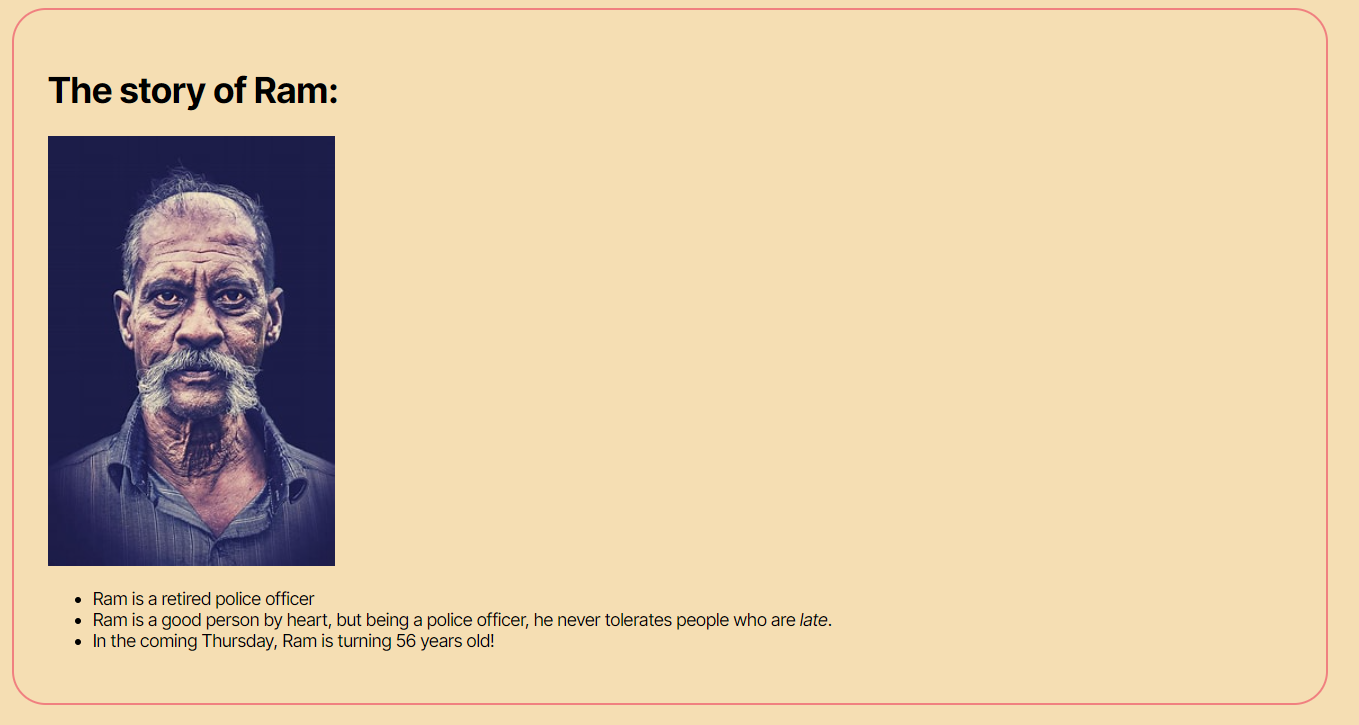 The story of Ram:
Ram is a retired police officer
Ram is a good person by heart, but being a police officer, he never tolerates people who are late.
In the coming Thursday, Ram is turning 56 years old!